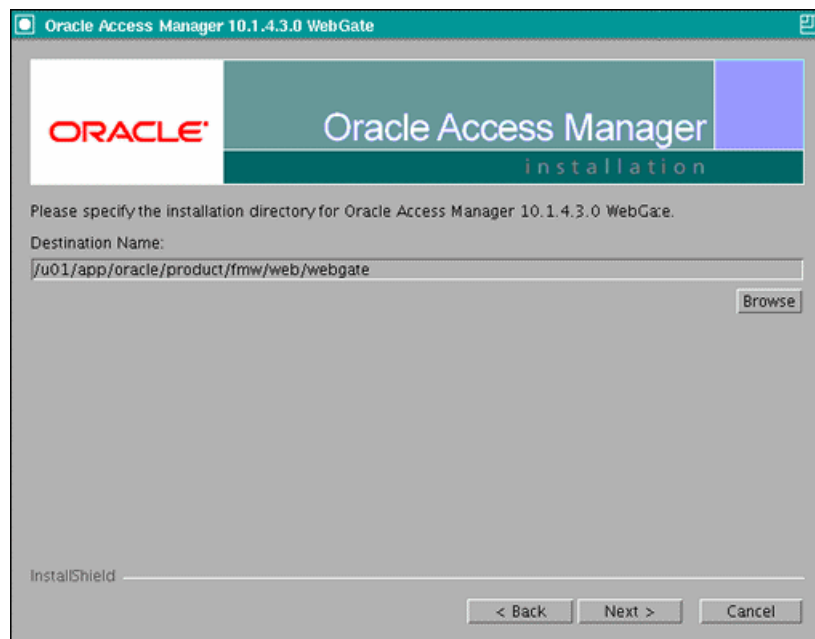 Oracle Access Manager 10.1.4.3.0 WebGate
ORACLE
Oracle Access Manager
installation
Please specify the installation directory for Oracle Access Manager 10.1.4.3.0 WebGate.
Destination Name:
/u01/app/oracle/product/fmw/web/webgate
Browse
InstallShield
< Back Next > Cancel